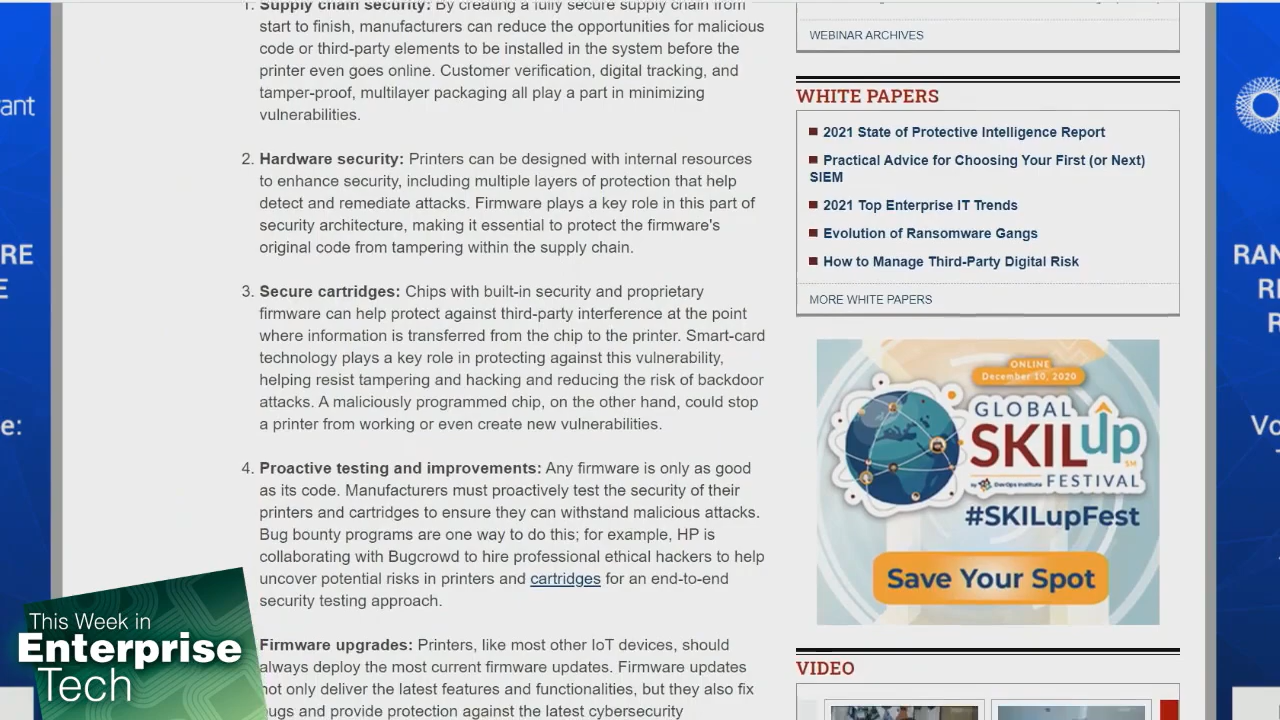 1. Supply chain security: By creating a fully secure supply chain from
start to finish, manufacturers can reduce the opportunities for malicious
code or third-party elements to be installed in the system before the
printer even goes online. Customer verification, digital tracking, and
tamper-proof, multilayer packaging all play a part in minimizing
vulnerabilities.
2. Hardware security: Printers can be designed with internal resources
to enhance security, including multiple layers of protection that help
detect and remediate attacks. Firmware plays a key role in this part of
security architecture, making it essential to protect the firmware's
original code from tampering within the supply chain.
3. Secure cartridges: Chips with built-in security and proprietary
firmware can help protect against third-party interference at the point
where information is transferred from the chip to the printer. Smart-card
technology plays a key role in protecting against this vulnerability,
helping resist tampering and hacking and reducing the risk of backdoor
attacks. A maliciously programmed chip, on the other hand, could stop
a printer from working or even create new vulnerabilities.
4. Proactive testing and improvements: Any firmware is only as good
as its code. Manufacturers must proactively test the security of their
printers and cartridges to ensure they can withstand malicious attacks.
Bug bounty programs are one way to do this; for example, HP is
collaborating with Bugcrowd to hire professional ethical hackers to help
uncover potential risks in printers and cartridges for an end-to-end
security testing approach.
Firmware upgrades: Printers, like most other IoT devices, should
always deploy the most current firmware updates. Firmware updates
not only deliver the latest features and functionalities, but they also fix
bugs and provide protection against the latest cybersecurity
WEBINAR ARCHIVES
WHITE PAPERS
2021 State of Protective Intelligence Report
Practical Advice for Choosing Your First (or Next)
SIEM
2021 Top Enterprise IT Trends
Evolution of Ransomware Gangs
How to Manage Third-Party Digital Risk
MORE WHITE PAPERS
ONLINE
December 10, 2020
GLOBAL
SKILup
SM
by DevOps Institute FESTIVAL
#SKILupFest
Save Your Spot
VIDEO
ant
RE
E
e:
RAN
RE
R
Vo
This Week in
Enterprise
Tech